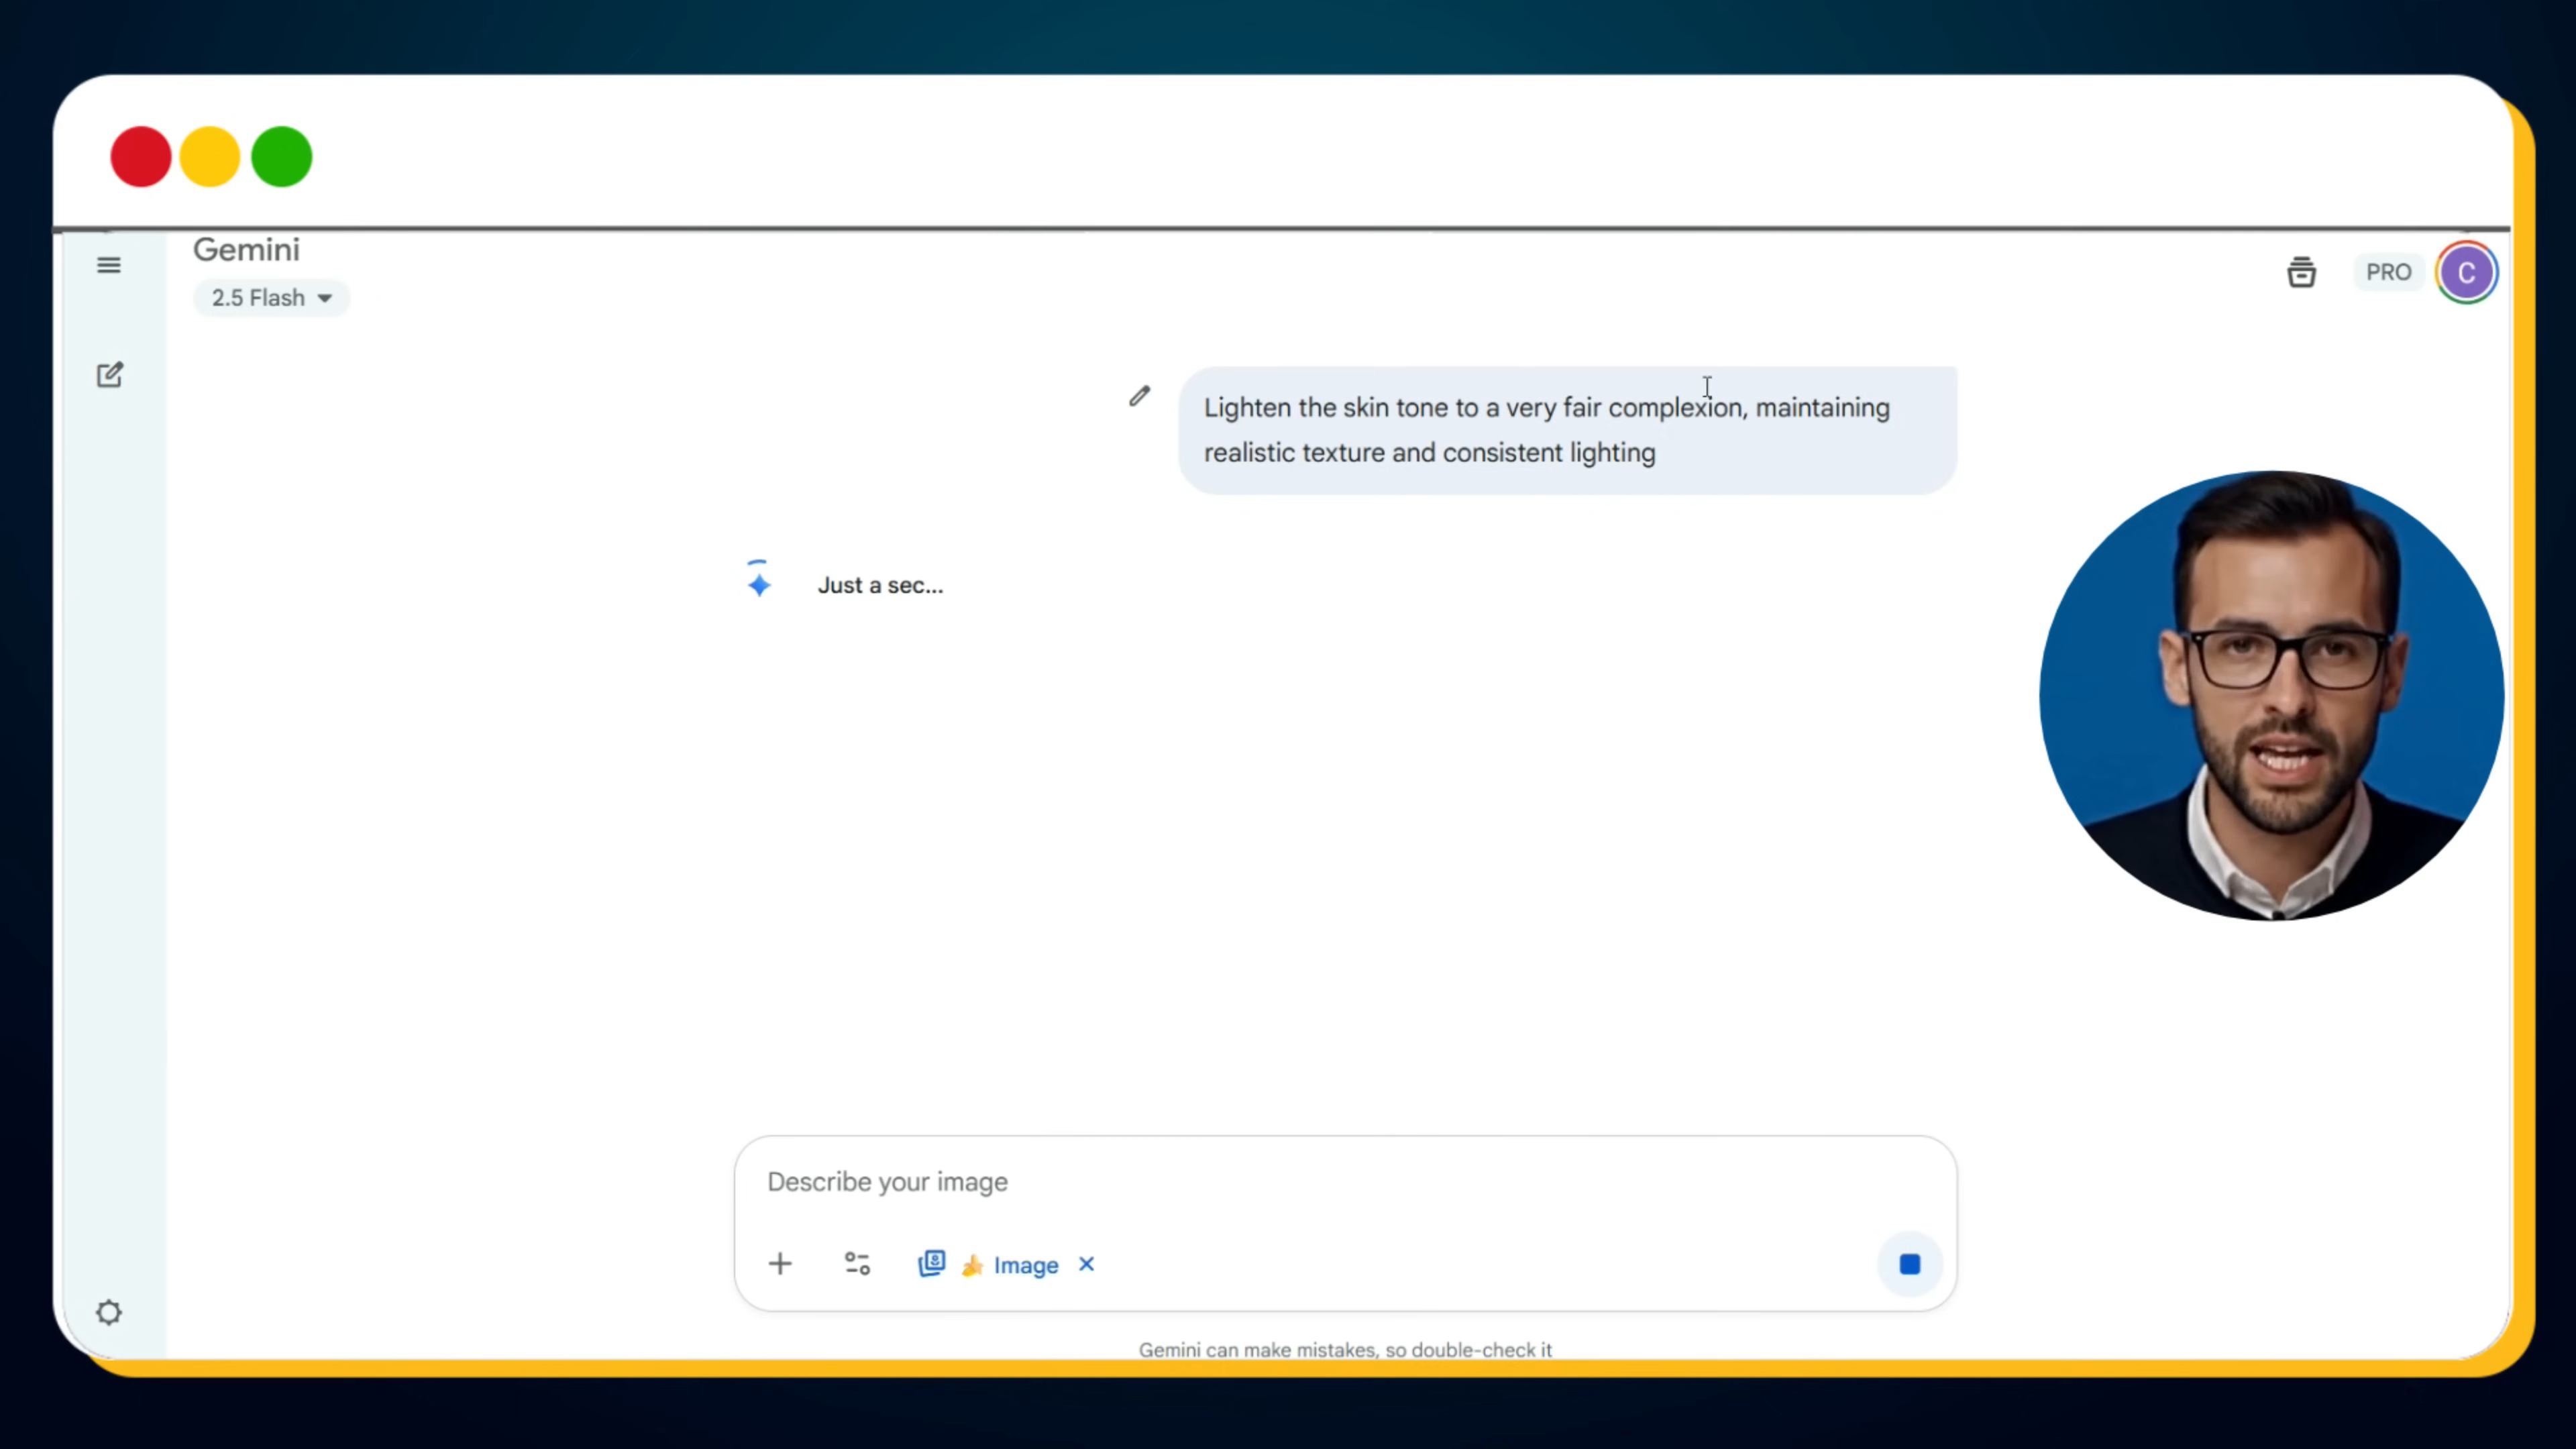 Gemini
2.5 Flash
PRO
C
Lighten the skin tone to a very fair complexion, maintaining
realistic texture and consistent lighting
Just a sec...
Describe your image
Image
Gemini can make mistakes, so double-check it